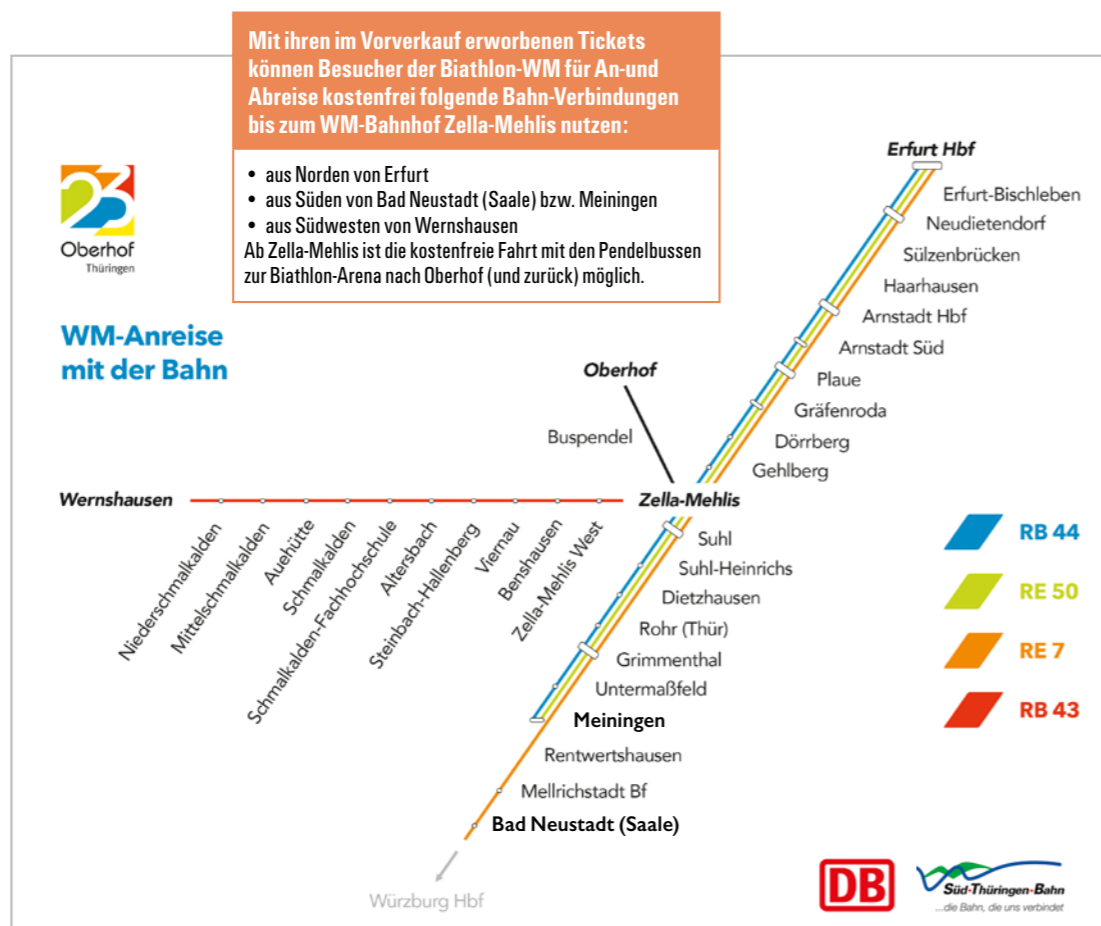 Mit ihren im Vorverkauf erworbenen Tickets
können Besucher der Biathlon-WM für An-und
Abreise kostenfrei folgende Bahn-Verbindungen
bis zum WM-Bahnhof Zella-Mehlis nutzen:
• aus Norden von Erfurt
• aus Süden von Bad Neustadt (Saale) bzw. Meiningen
• aus Südwesten von Wernshausen
Ab Zella-Mehlis ist die kostenfreie Fahrt mit den Pendelbussen
zur Biathlon-Arena nach Oberhof (und zurück) möglich.
23
Oberhof
Thüringen
WM-Anreise
mit der Bahn
Erfurt Hbf
Erfurt-Bischleben
Neudietendorf
Sülzenbrücken
Haarhausen
Arnstadt Hbf
Arnstadt Süd
Plaue
Gräfenroda
Dörrberg
Gehlberg
Oberhof
Buspendel
Wernshausen
Zella-Mehlis
Niederschmalkalden
Mittelschmalkalden
Auehütte
Schmalkalden
Schmalkalden-Fachhochschule
Altersbach
Steinbach-Hallenberg
Viernau
Benshausen
Zella-Mehlis West
Suhl
Suhl-Heinrichs
Dietzhausen
Rohr (Thür)
Grimmenthal
Untermaßfeld
Meiningen
Rentwertshausen
Mellrichstadt Bf
Bad Neustadt (Saale)
Würzburg Hbf
RB 44
RE 50
RE 7
RB 43
DB
Süd-Thüringen-Bahn
...die Bahn, die uns verbindet